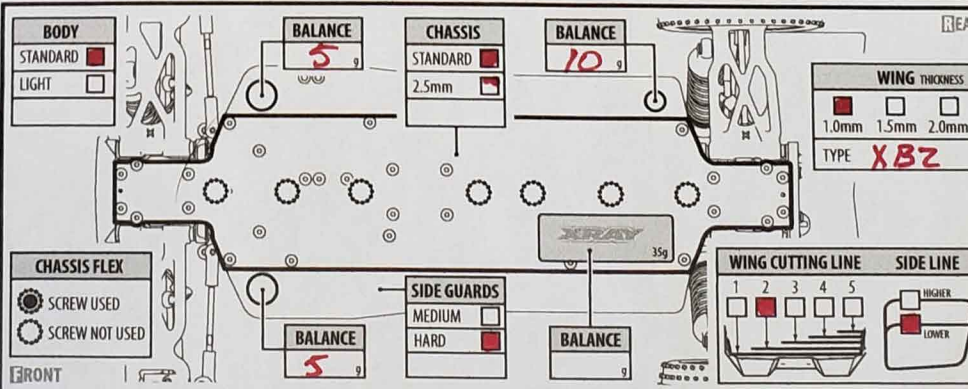 BODY
STANDARD
LIGHT
BALANCE
5 g
CHASSIS
STANDARD
2.5mm
BALANCE
10 g
REA
WING THICKNESS
1.0mm 1.5mm 2.0mm
TYPE XB2
XRAY
35g
CHASSIS FLEX
SCREW USED
SCREW NOT USED
SIDE GUARDS
MEDIUM
HARD
BALANCE
5 g
BALANCE
g
WING CUTTING LINE
1 2 3 4 5
SIDE LINE
HIGHER
LOWER
FRONT